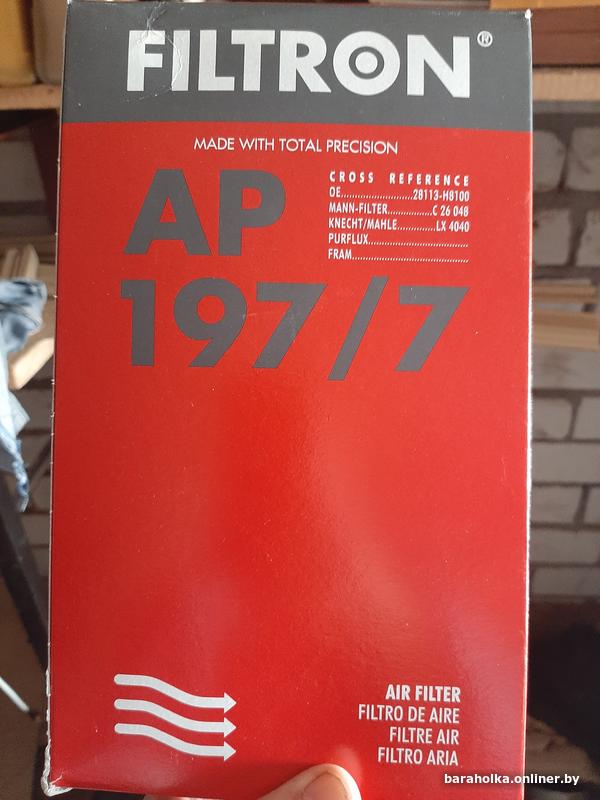 FILTRON®
MADE WITH TOTAL PRECISION
AP
197/7
CROSS REFERENCE
OE........................28113-H8100
MANN-FILTER...............C 26 048
KNECHT/MAHLE.............LX 4040
PURFLUX..................................
FRAM.......................................
AIR FILTER
FILTRO DE AIRE
FILTRE AIR
FILTRO ARIA
baraholka.onliner.by